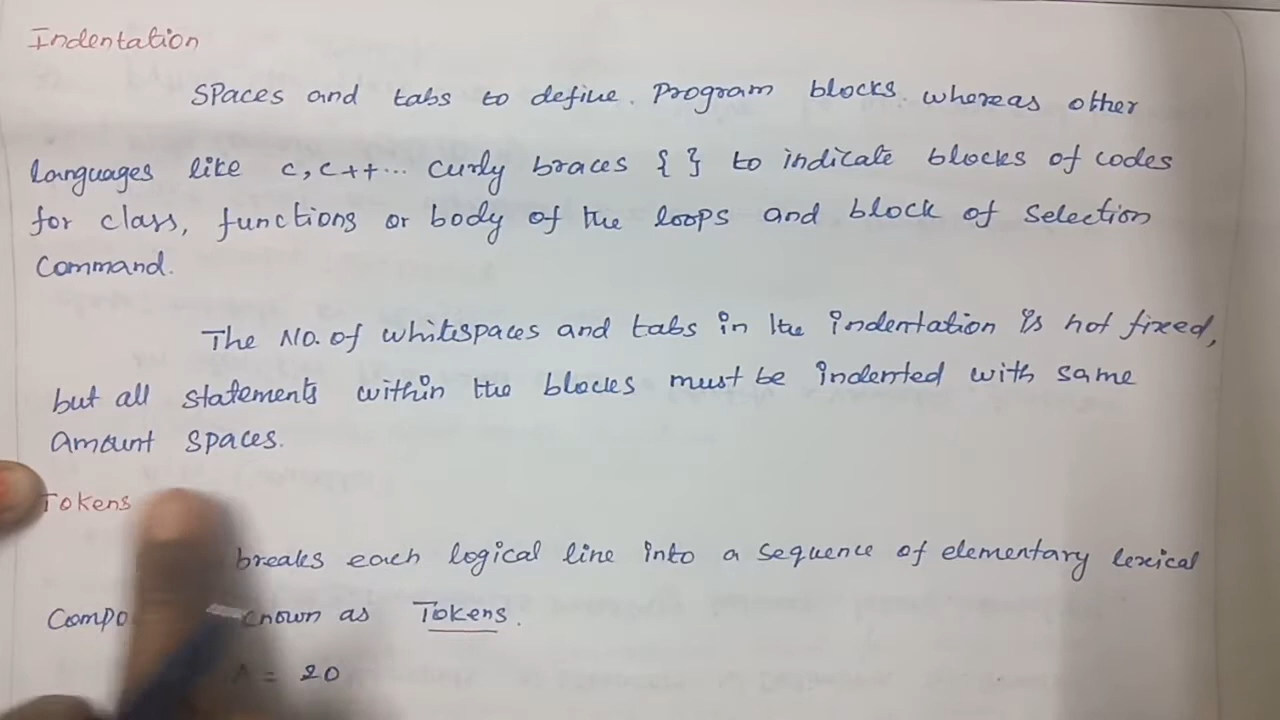 Indentation
Spaces and tabs to define. Program blocks. whereas other
languages like c, c++... curly braces { } to indicate blocks of codes
for class, functions or body of the loops and block of selection
command.
The No. of whitespaces and tabs in the indentation is not fixed,
but all statements within the blocks must be indented with same
amount spaces.
Tokens
breaks each logical line into a sequence of elementary lexical
known as Tokens.
= 20